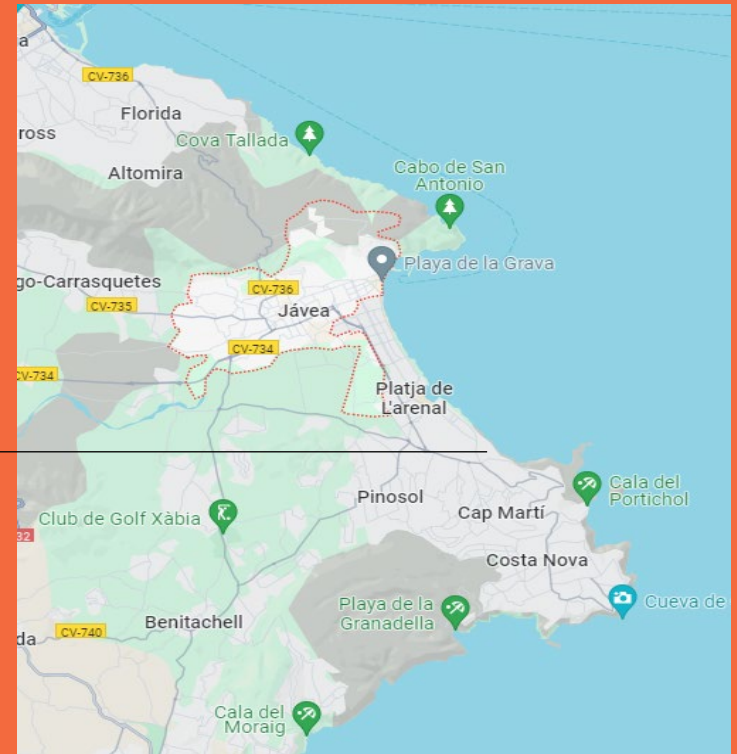 a
CV-736
Florida
ross
Cova Tallada
Altomira
Cabo de San
Antonio
Playa de la Grava
go-Carrasquetes
CV-736
CV-735
Jávea
CV-734
CV-734
Platja de
L'arenal
Cala del
Portichol
Pinosol
Cap Martí
Club de Golf Xàbia
32
Costa Nova
Playa de la
Granadella
Cueva de
Benitachell
CV-740
da
Cala del
Moraig